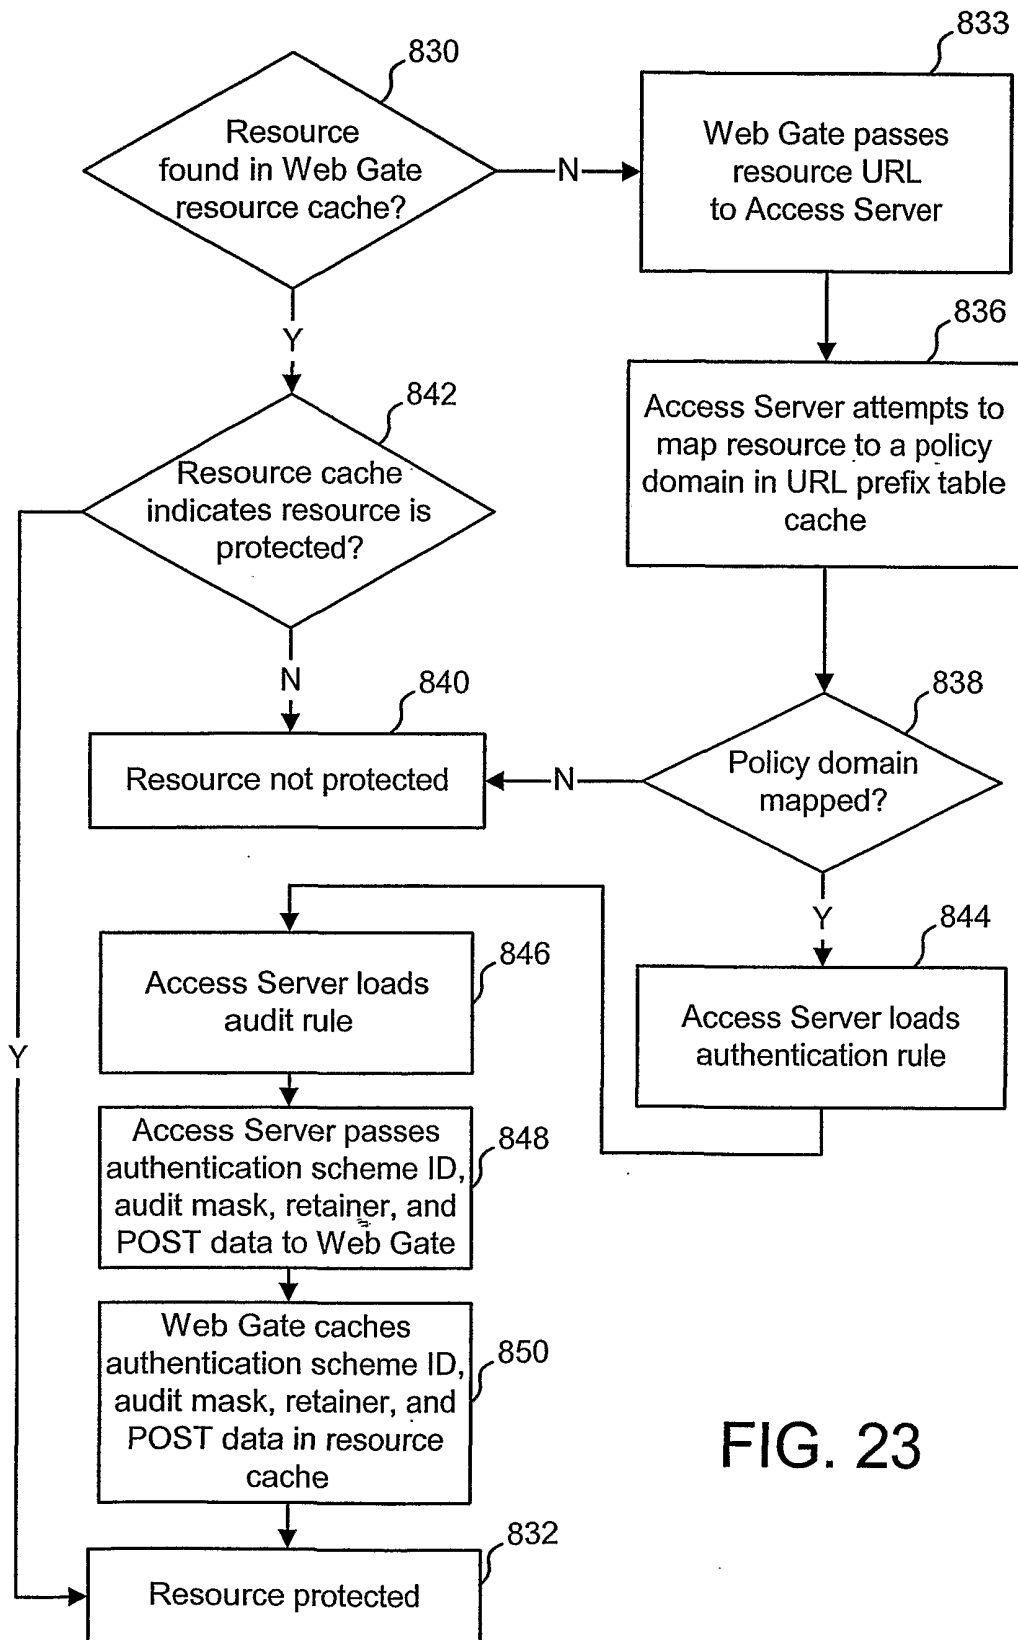 830
Resource
found in Web Gate
resource cache?
N
833
Web Gate passes
resource URL
to Access Server
Y
836
Access Server attempts to
map resource to a policy
domain in URL prefix table
cache
842
Resource cache
indicates resource is
protected?
N
840
Resource not protected
838
Policy domain
mapped?
N
Y
844
Access Server loads
authentication rule
846
Access Server loads
audit rule
Y
848
Access Server passes
authentication scheme ID,
audit mask, retainer, and
POST data to Web Gate
850
Web Gate caches
authentication scheme ID,
audit mask, retainer, and
POST data in resource
cache
832
Resource protected
FIG. 23